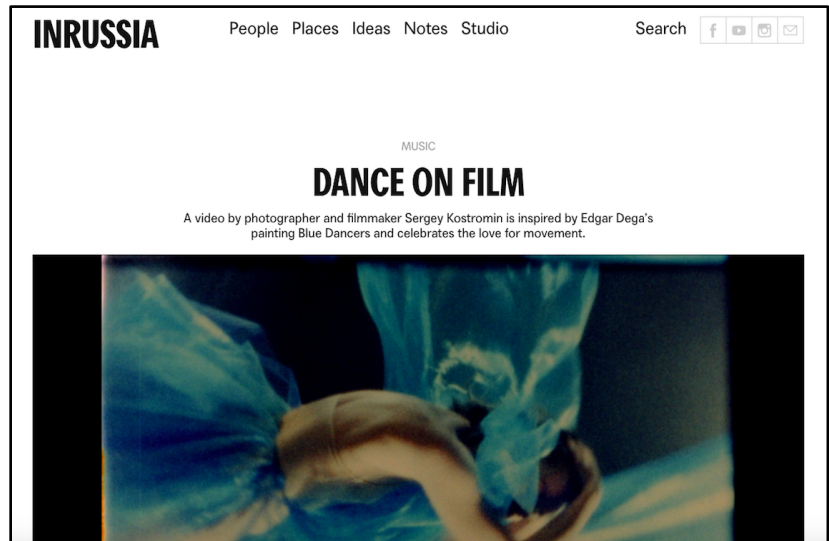 INRUSSIA
People Places Ideas Notes Studio
Search
MUSIC
DANCE ON FILM
A video by photographer and filmmaker Sergey Kostromin is inspired by Edgar Dega's
painting Blue Dancers and celebrates the love for movement.